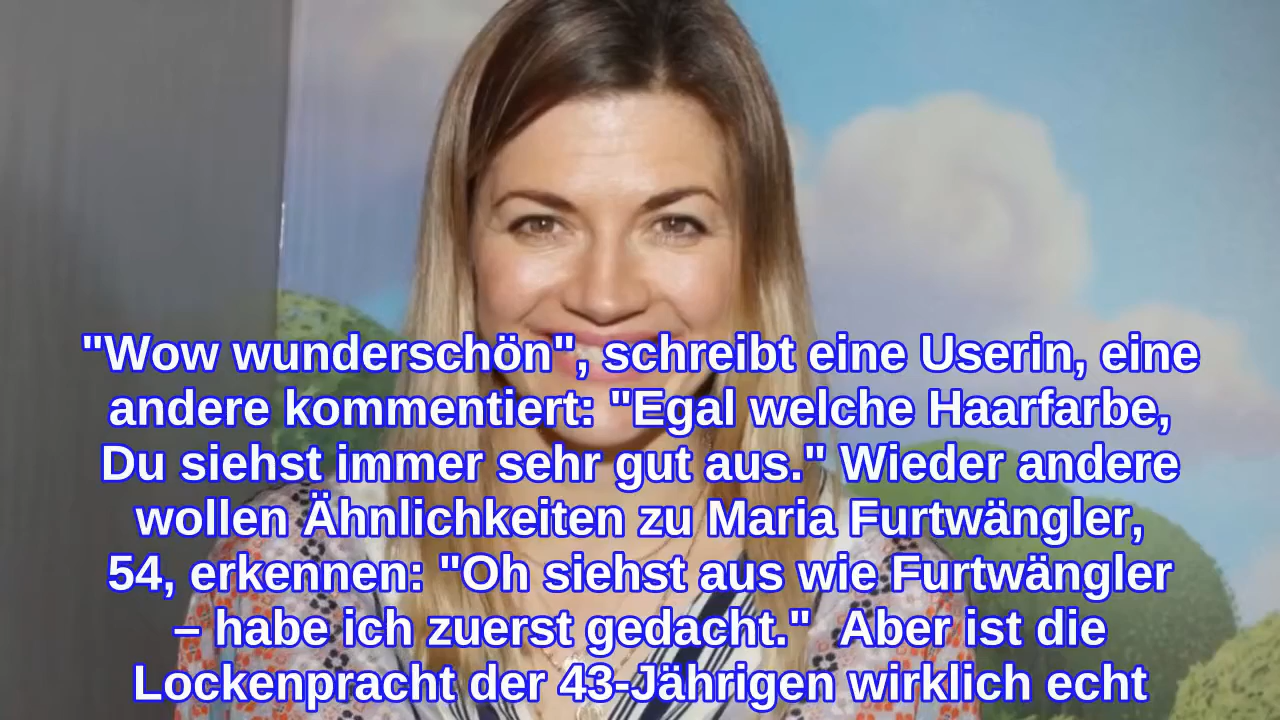 "Wow wunderschön", schreibt eine Userin, eine
andere kommentiert: "Egal welche Haarfarbe,
Du siehst immer sehr gut aus." Wieder andere
wollen Ähnlichkeiten zu Maria Furtwängler,
54, erkennen: "Oh siehst aus wie Furtwängler
– habe ich zuerst gedacht."  Aber ist die
Lockenpracht der 43-Jährigen wirklich echt